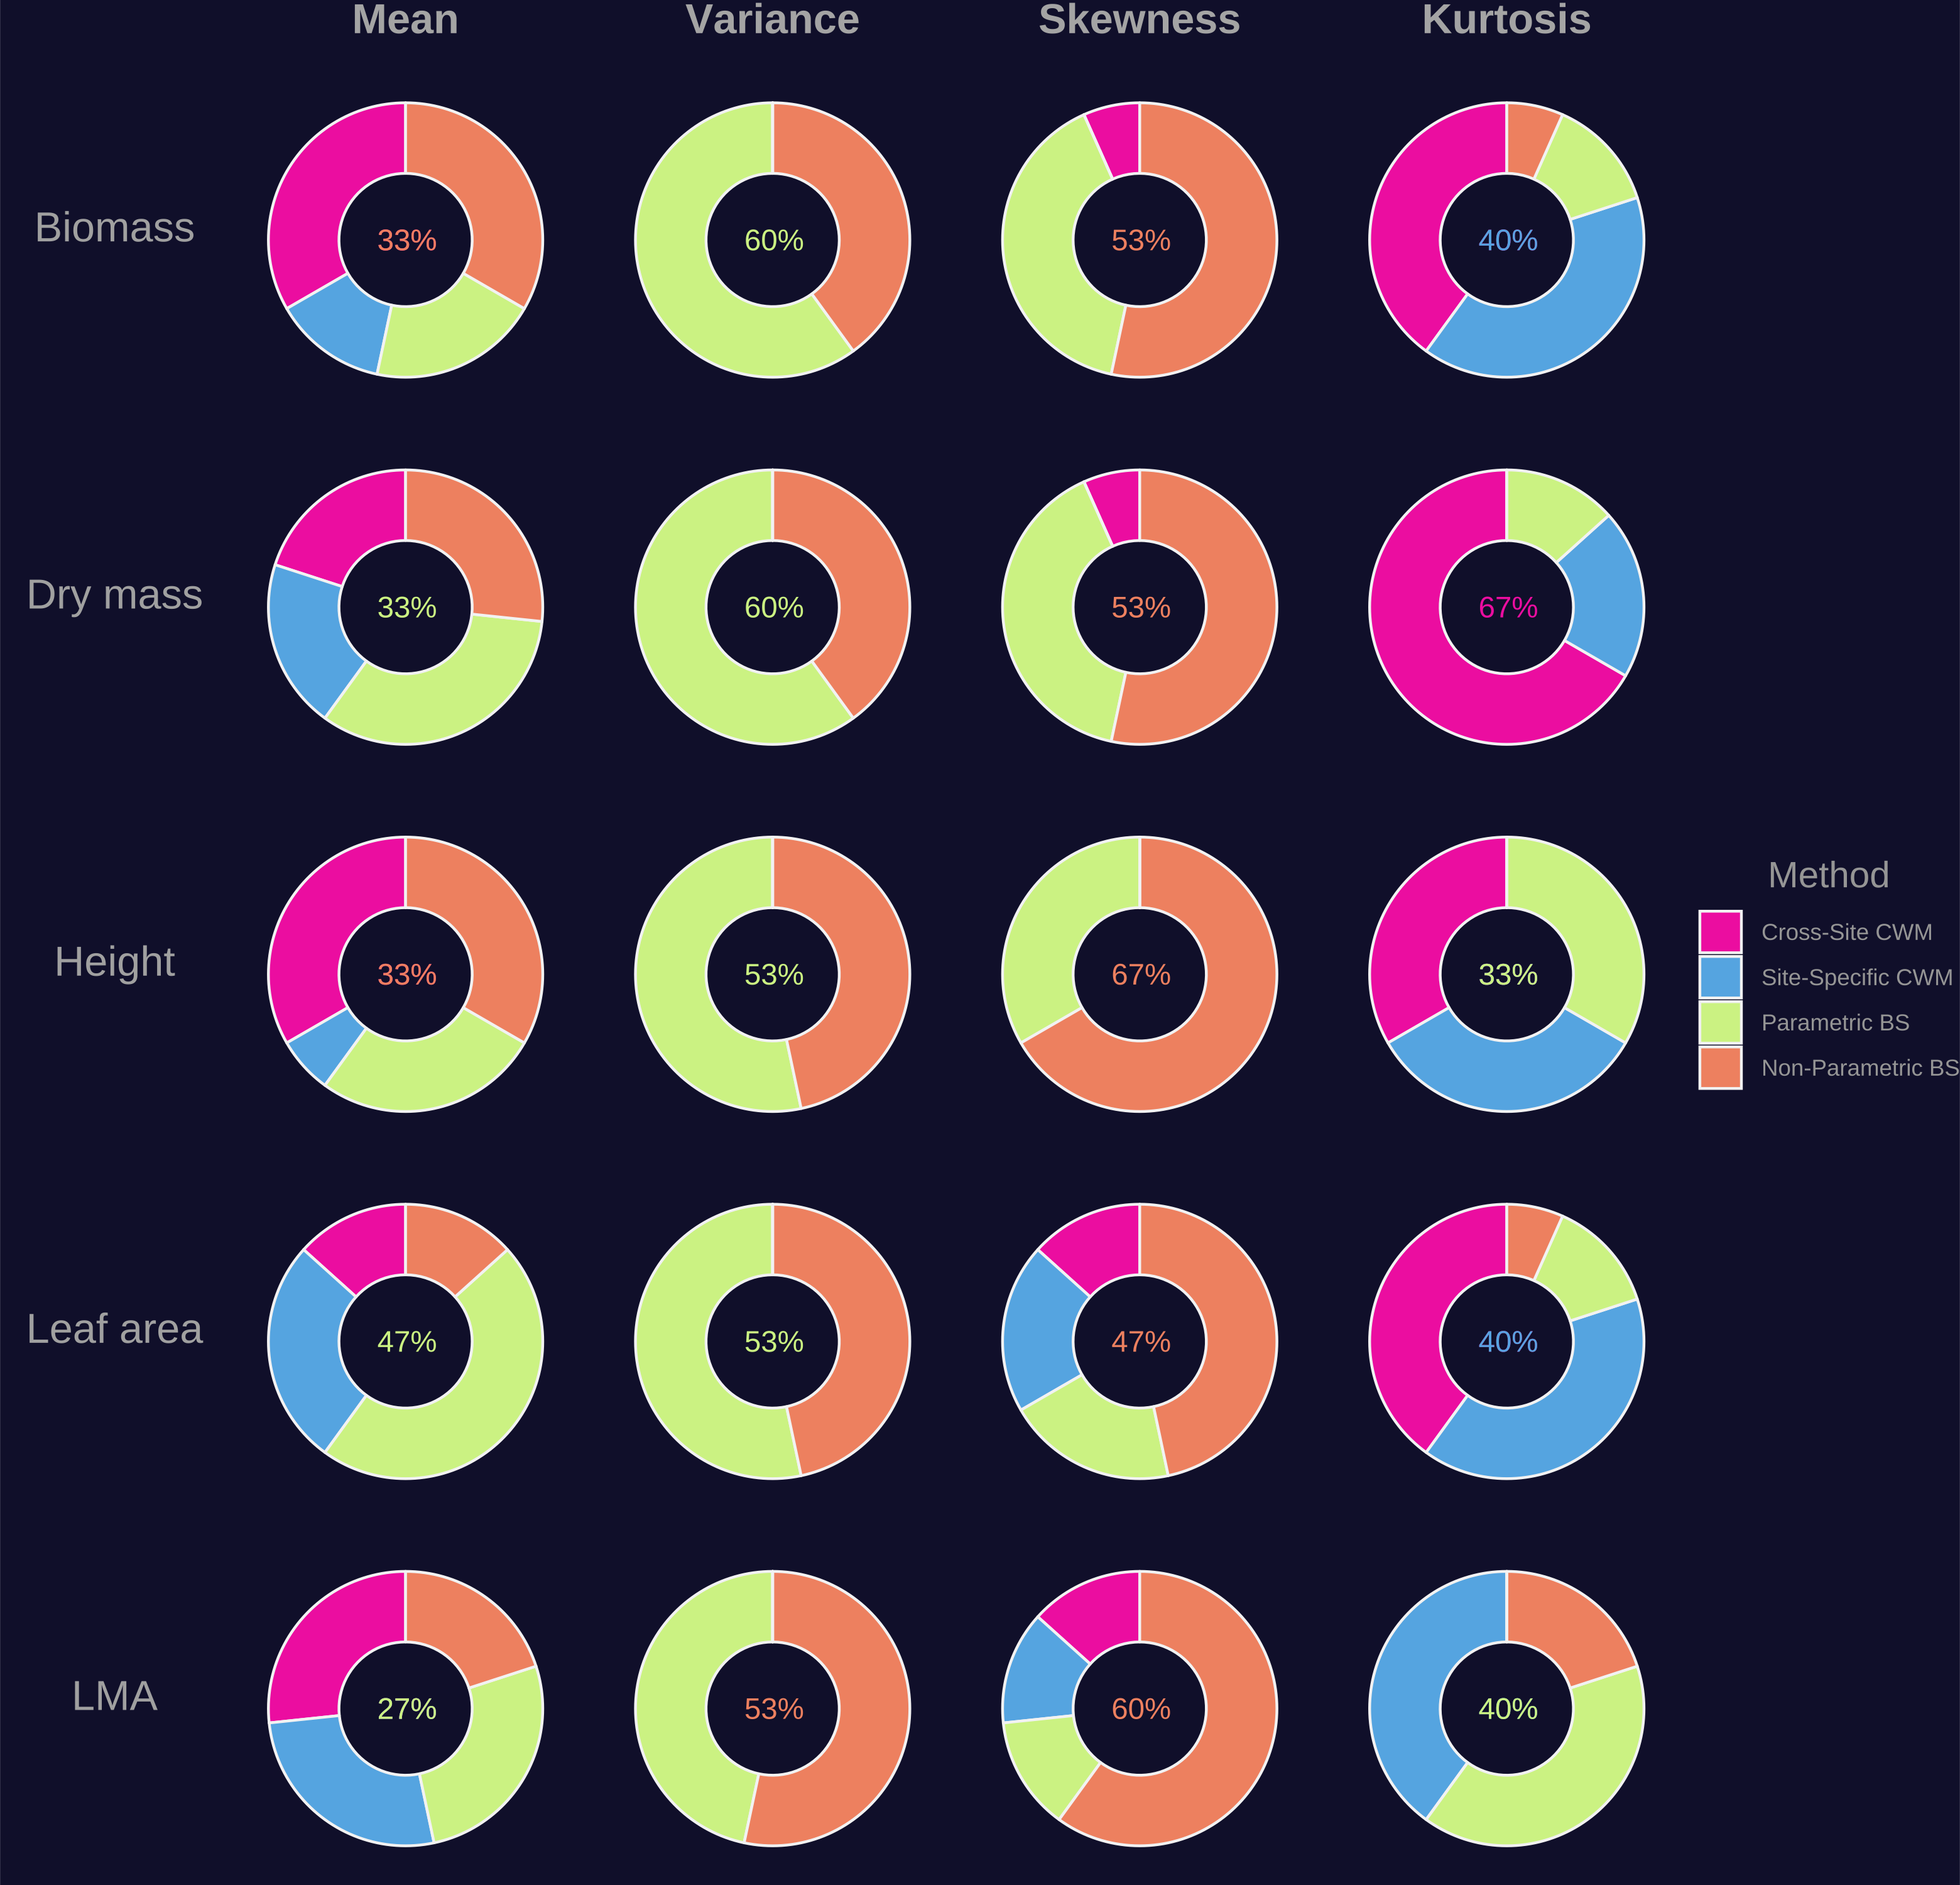 Mean Variance Skewness Kurtosis
Biomass 33% 60% 53% 40%
Dry mass 33% 60% 53% 67%
Height 33% 53% 67% 33%
Method
Cross-Site CWM
Site-Specific CWM
Parametric BS
Non-Parametric BS
Leaf area 47% 53% 47% 40%
LMA 27% 53% 60% 40%